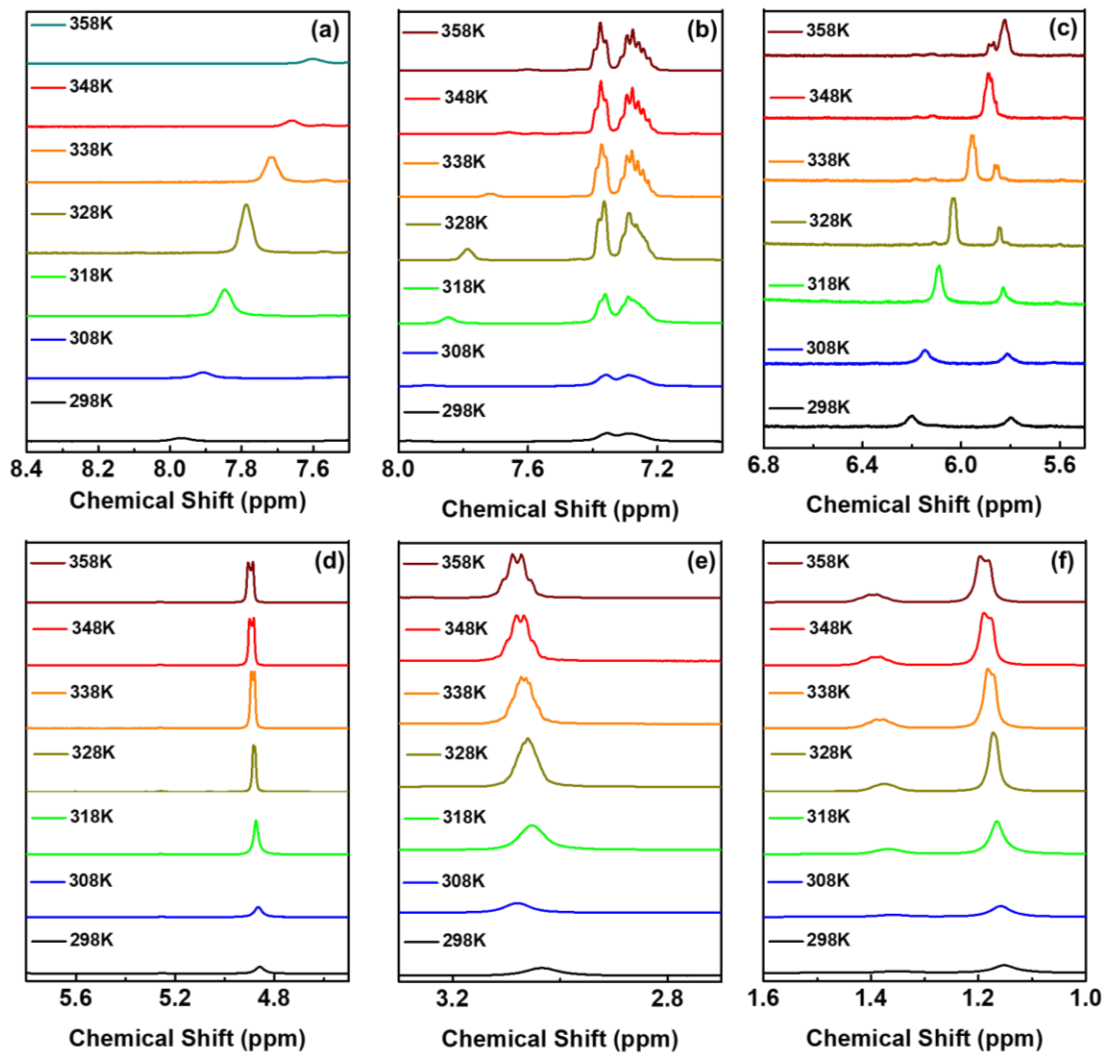 (a)
358K
348K
338K
328K
318K
308K
298K
8.4 8.2 8.0 7.8 7.6
Chemical Shift (ppm)
(b)
358K
348K
338K
328K
318K
308K
298K
8.0 7.6 7.2
Chemical Shift (ppm)
(c)
358K
348K
338K
328K
318K
308K
298K
6.8 6.4 6.0 5.6
Chemical Shift (ppm)
(d)
358K
348K
338K
328K
318K
308K
298K
5.6 5.2 4.8
Chemical Shift (ppm)
(e)
358K
348K
338K
328K
318K
308K
298K
3.2 2.8
Chemical Shift (ppm)
(f)
358K
348K
338K
328K
318K
308K
298K
1.6 1.4 1.2 1.0
Chemical Shift (ppm)